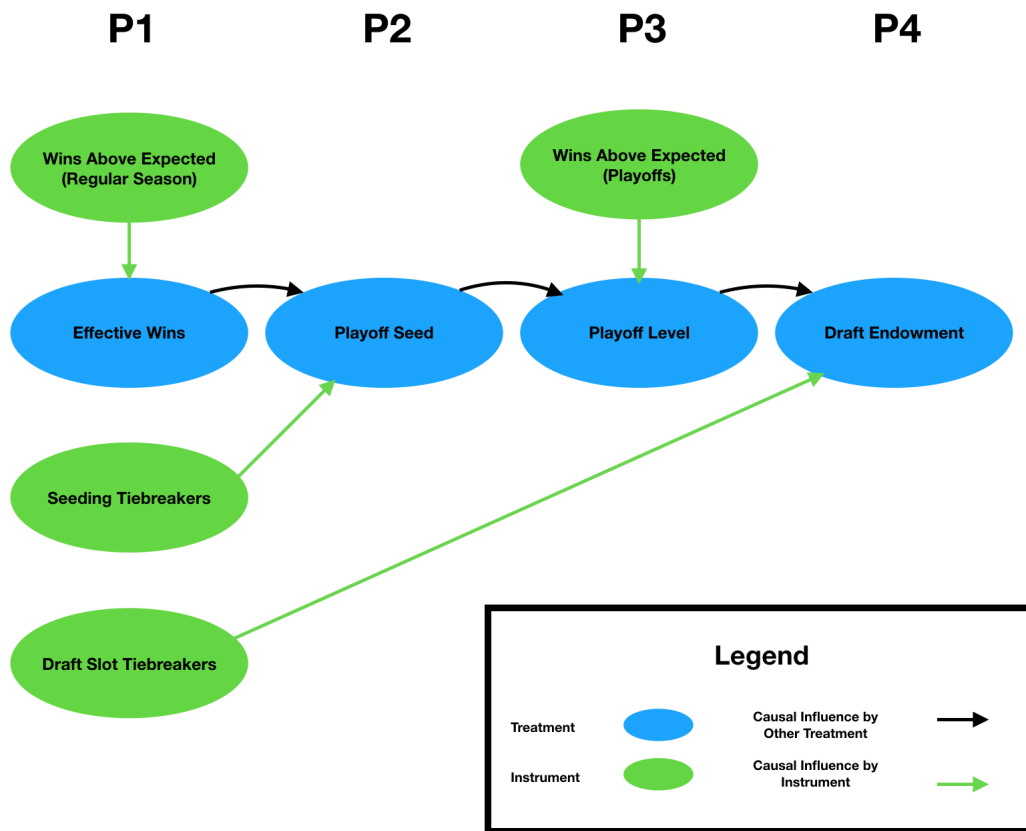 P1
P2
P3
P4
Wins Above Expected
(Regular Season)
Wins Above Expected
(Playoffs)
Effective Wins
Playoff Seed
Playoff Level
Draft Endowment
Seeding Tiebreakers
Draft Slot Tiebreakers
Legend
Treatment
Causal Influence by
Other Treatment
Instrument
Causal Influence by
Instrument